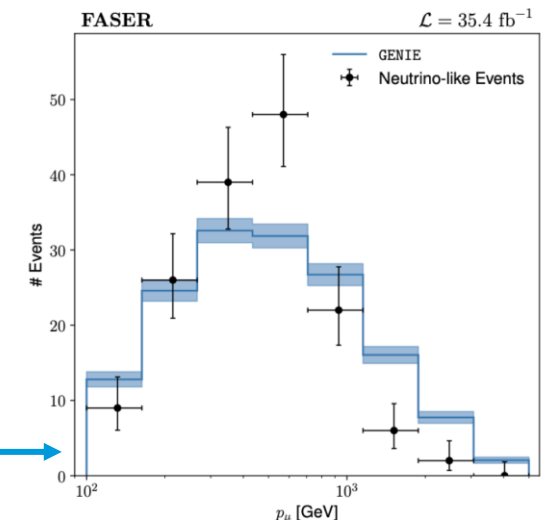 FASER
ℒ = 35.4 fb⁻¹
GENIE
Neutrino-like Events
# Events
50
40
30
20
10
0
10²
10³
pμ [GeV]